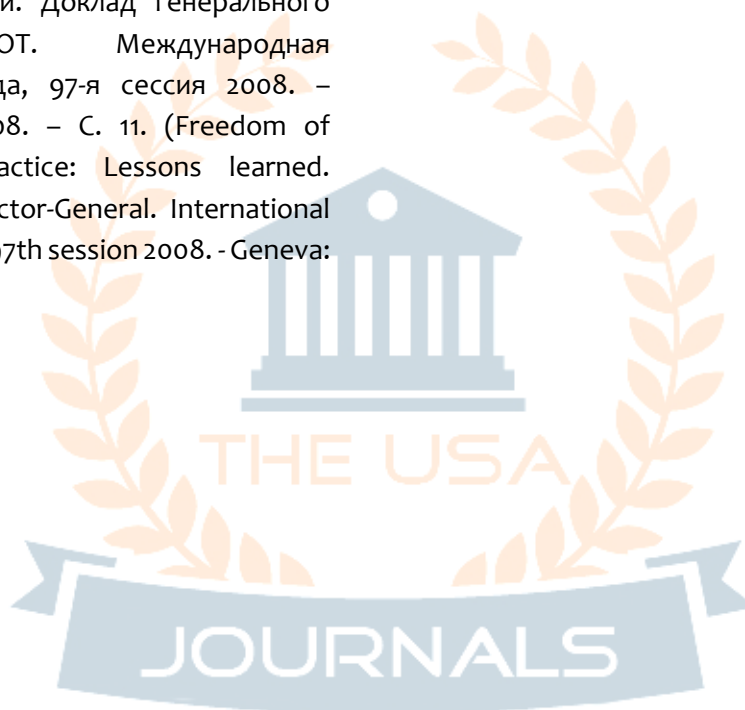 и. Доклад Генерального
ОТ. Международная
да, 97-я сессия 2008. –
08. – С. 11. (Freedom of
actice: Lessons learned.
ctor-General. International
97th session 2008. - Geneva:
THE USA
JOURNALS